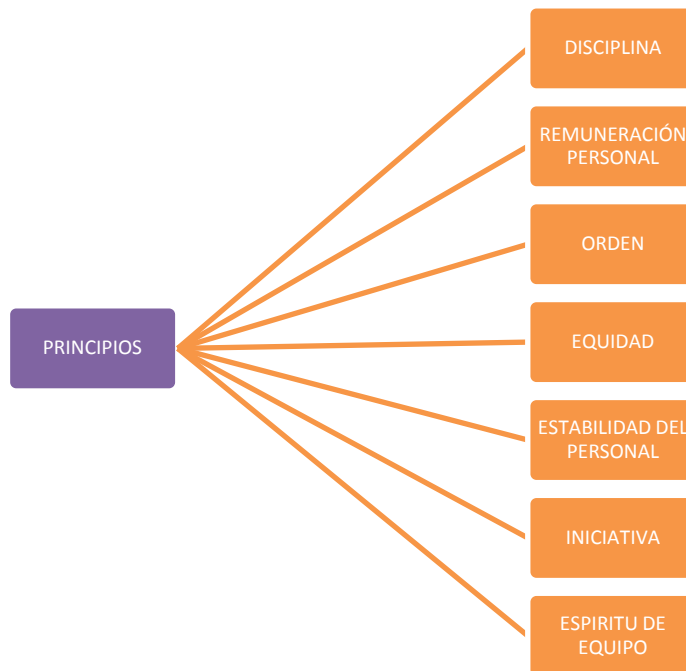 DISCIPLINA
REMUNERACIÓN
PERSONAL
ORDEN
PRINCIPIOS
EQUIDAD
ESTABILIDAD DEL
PERSONAL
INICIATIVA
ESPIRITU DE
EQUIPO